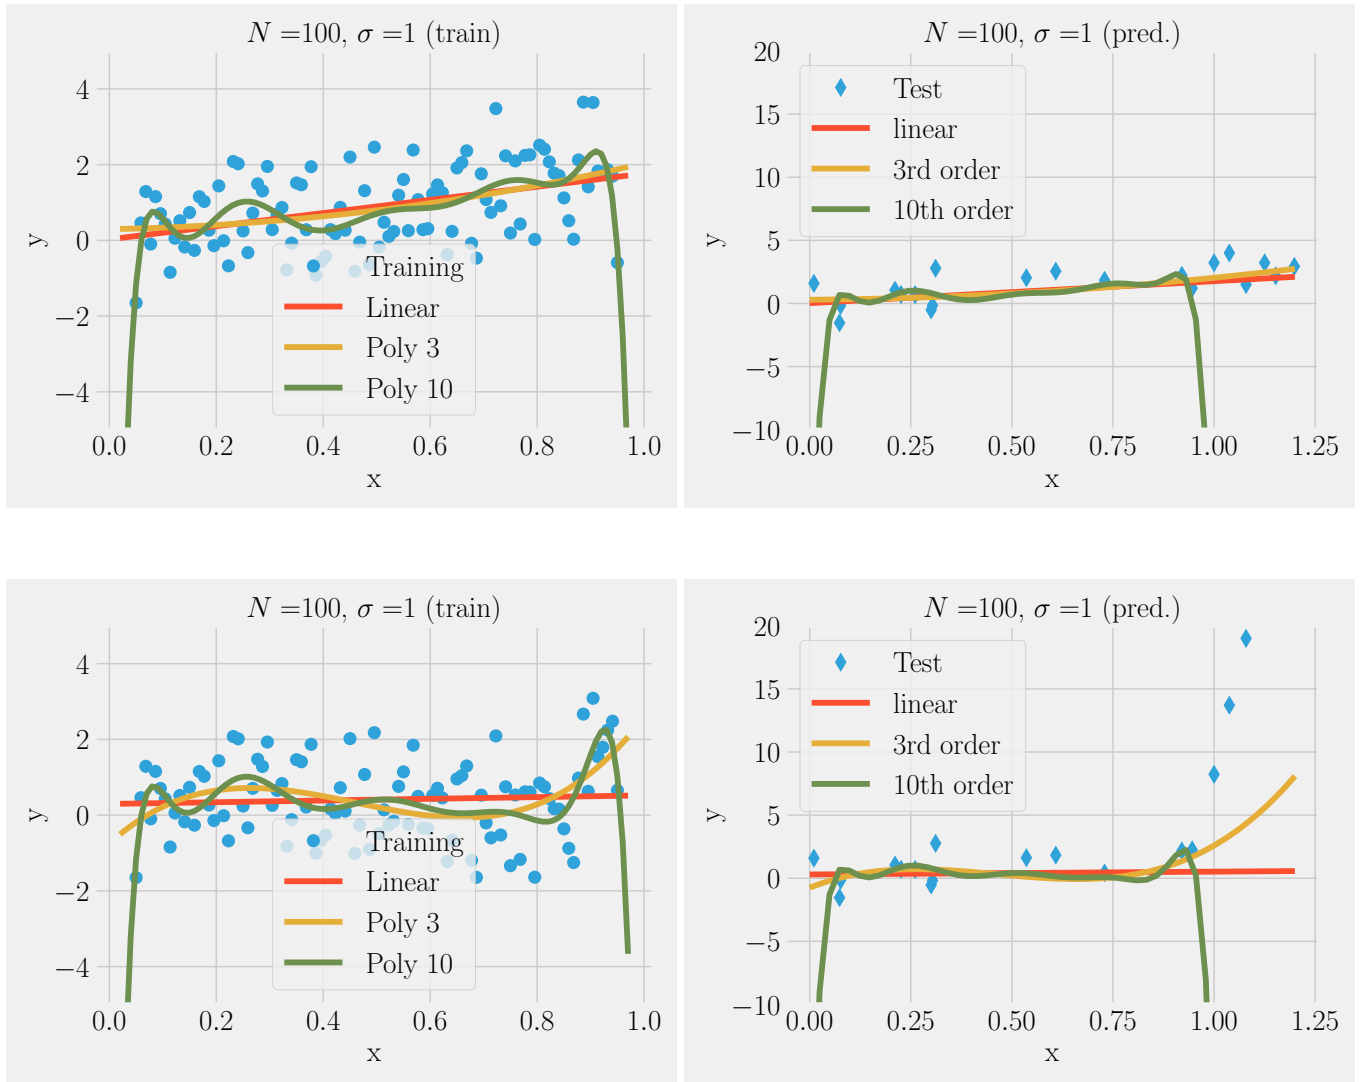 N =100, σ =1 (train)
4
2
0
−2
−4
y
Training
Linear
Poly 3
Poly 10
0.0 0.2 0.4 0.6 0.8 1.0
x
N =100, σ =1 (pred.)
20
15
10
5
0
−5
−10
y
Test
linear
3rd order
10th order
0.00 0.25 0.50 0.75 1.00 1.25
x
N =100, σ =1 (train)
4
2
0
−2
−4
y
Training
Linear
Poly 3
Poly 10
0.0 0.2 0.4 0.6 0.8 1.0
x
N =100, σ =1 (pred.)
20
15
10
5
0
−5
−10
y
Test
linear
3rd order
10th order
0.00 0.25 0.50 0.75 1.00 1.25
x